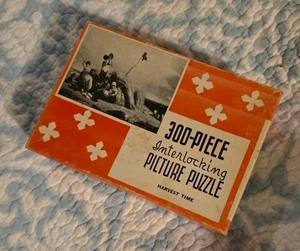 300-PIECE
Interlocking
PICTURE PUZZLE
HARVEST TIME